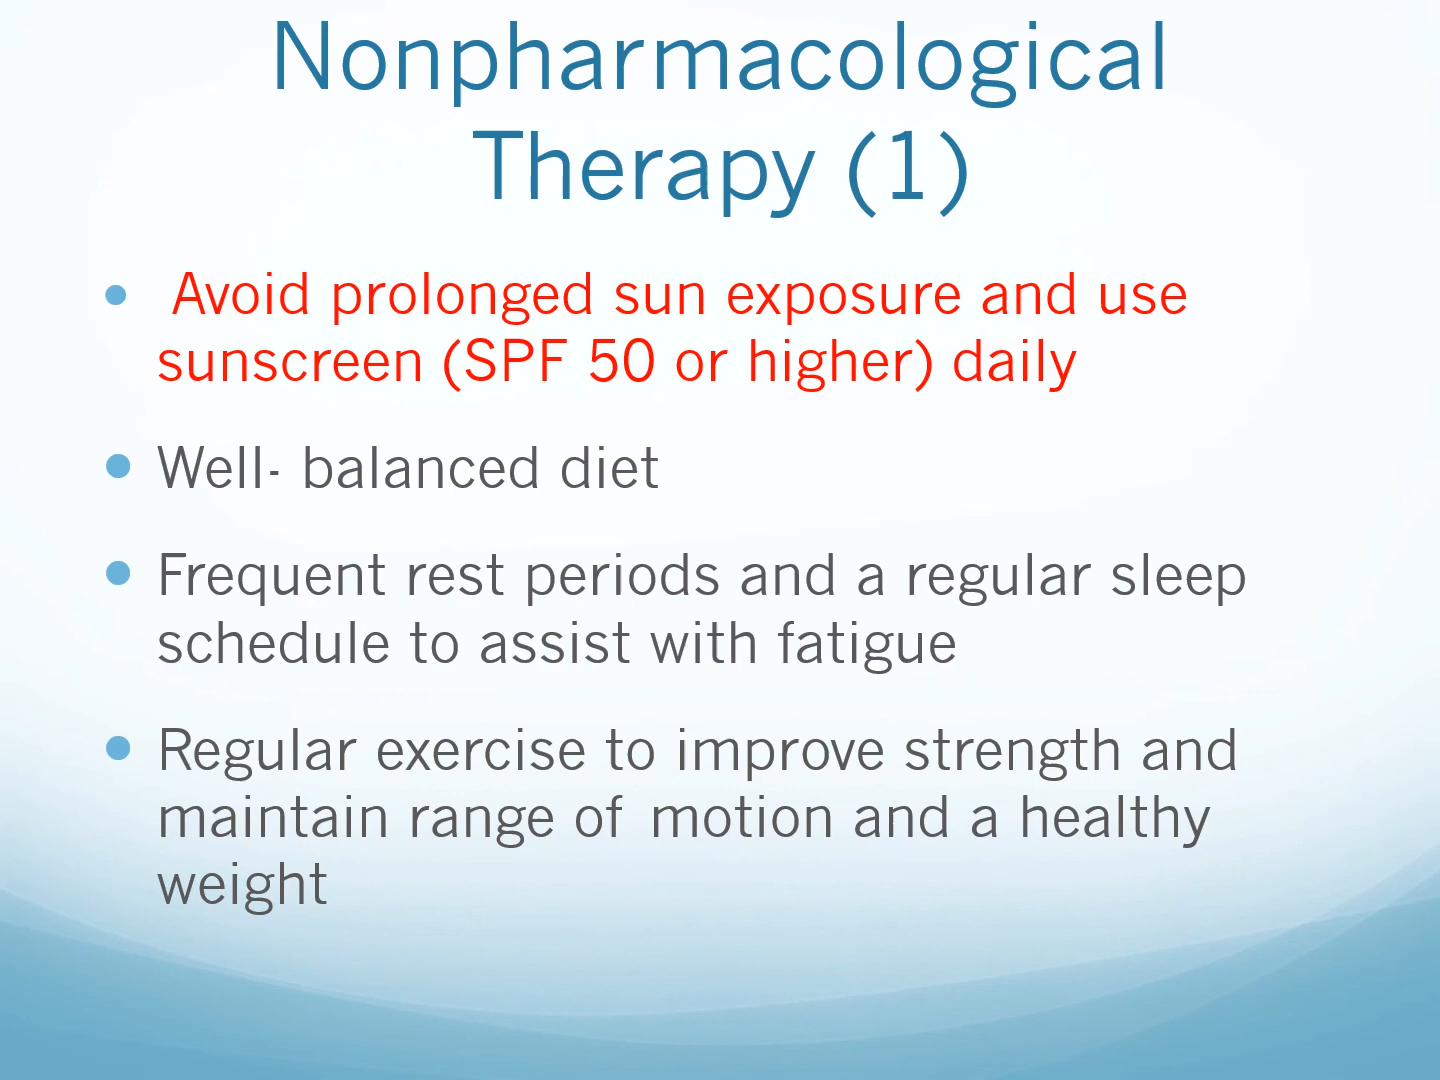 Nonpharmacological
Therapy (1)
• Avoid prolonged sun exposure and use
sunscreen (SPF 50 or higher) daily
• Well- balanced diet
• Frequent rest periods and a regular sleep
schedule to assist with fatigue
• Regular exercise to improve strength and
maintain range of motion and a healthy
weight